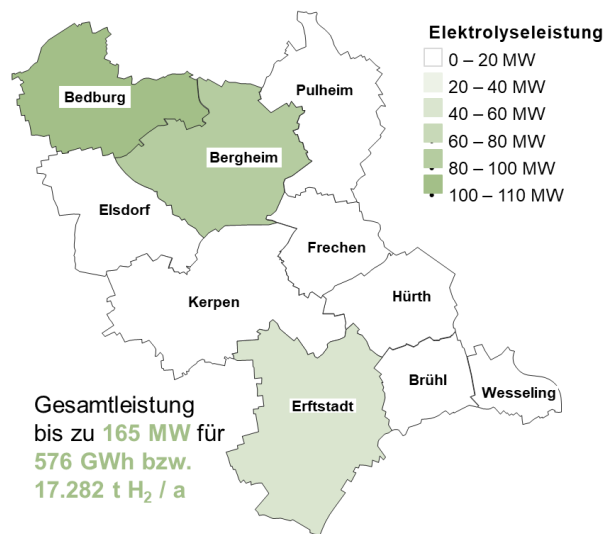 Elektrolyseleistung
0 – 20 MW
20 – 40 MW
40 – 60 MW
60 – 80 MW
80 – 100 MW
100 – 110 MW
Bedburg
Pulheim
Bergheim
Elsdorf
Frechen
Kerpen
Hürth
Brühl
Wesseling
Erftstadt
Gesamtleistung
bis zu 165 MW für
576 GWh bzw.
17.282 t H₂ / a